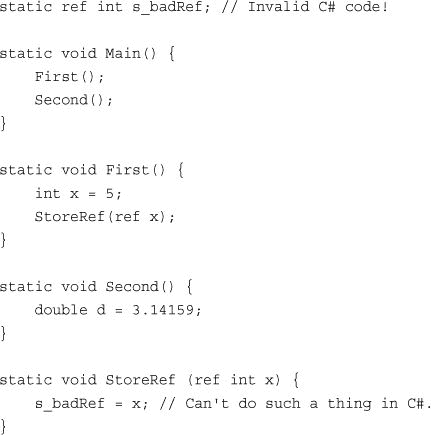 static ref int s_badRef; // Invalid C# code!
static void Main() {
First();
Second();
}
static void First() {
int x = 5;
StoreRef(ref x);
}
static void Second() {
double d = 3.14159;
}
static void StoreRef (ref int x) {
s_badRef = x; // Can't do such a thing in C#.
}